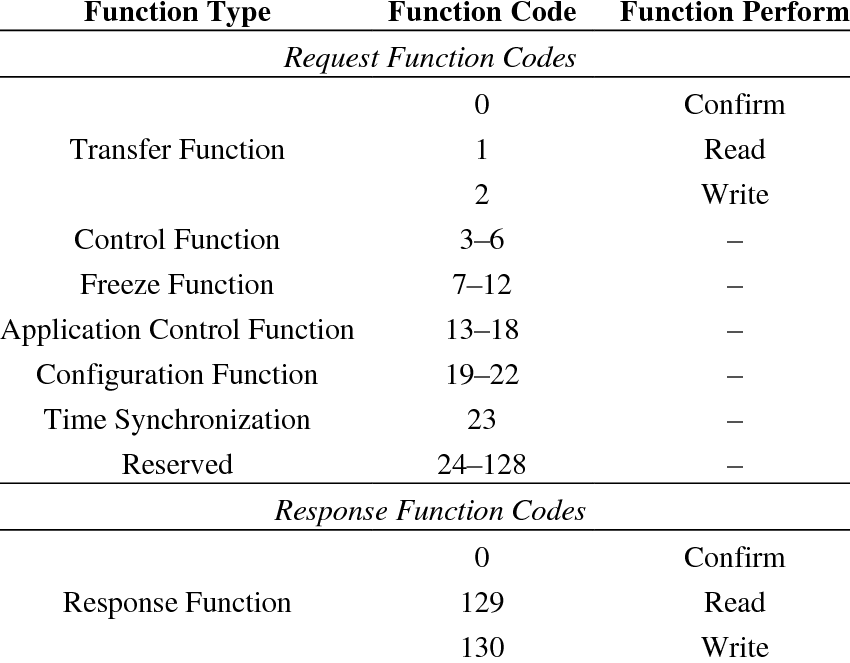 Function Type Function Code Function Perform
Request Function Codes
0 Confirm
Transfer Function 1 Read
2 Write
Control Function 3–6 –
Freeze Function 7–12 –
Application Control Function 13–18 –
Configuration Function 19–22 –
Time Synchronization 23 –
Reserved 24–128 –
Response Function Codes
0 Confirm
Response Function 129 Read
130 Write